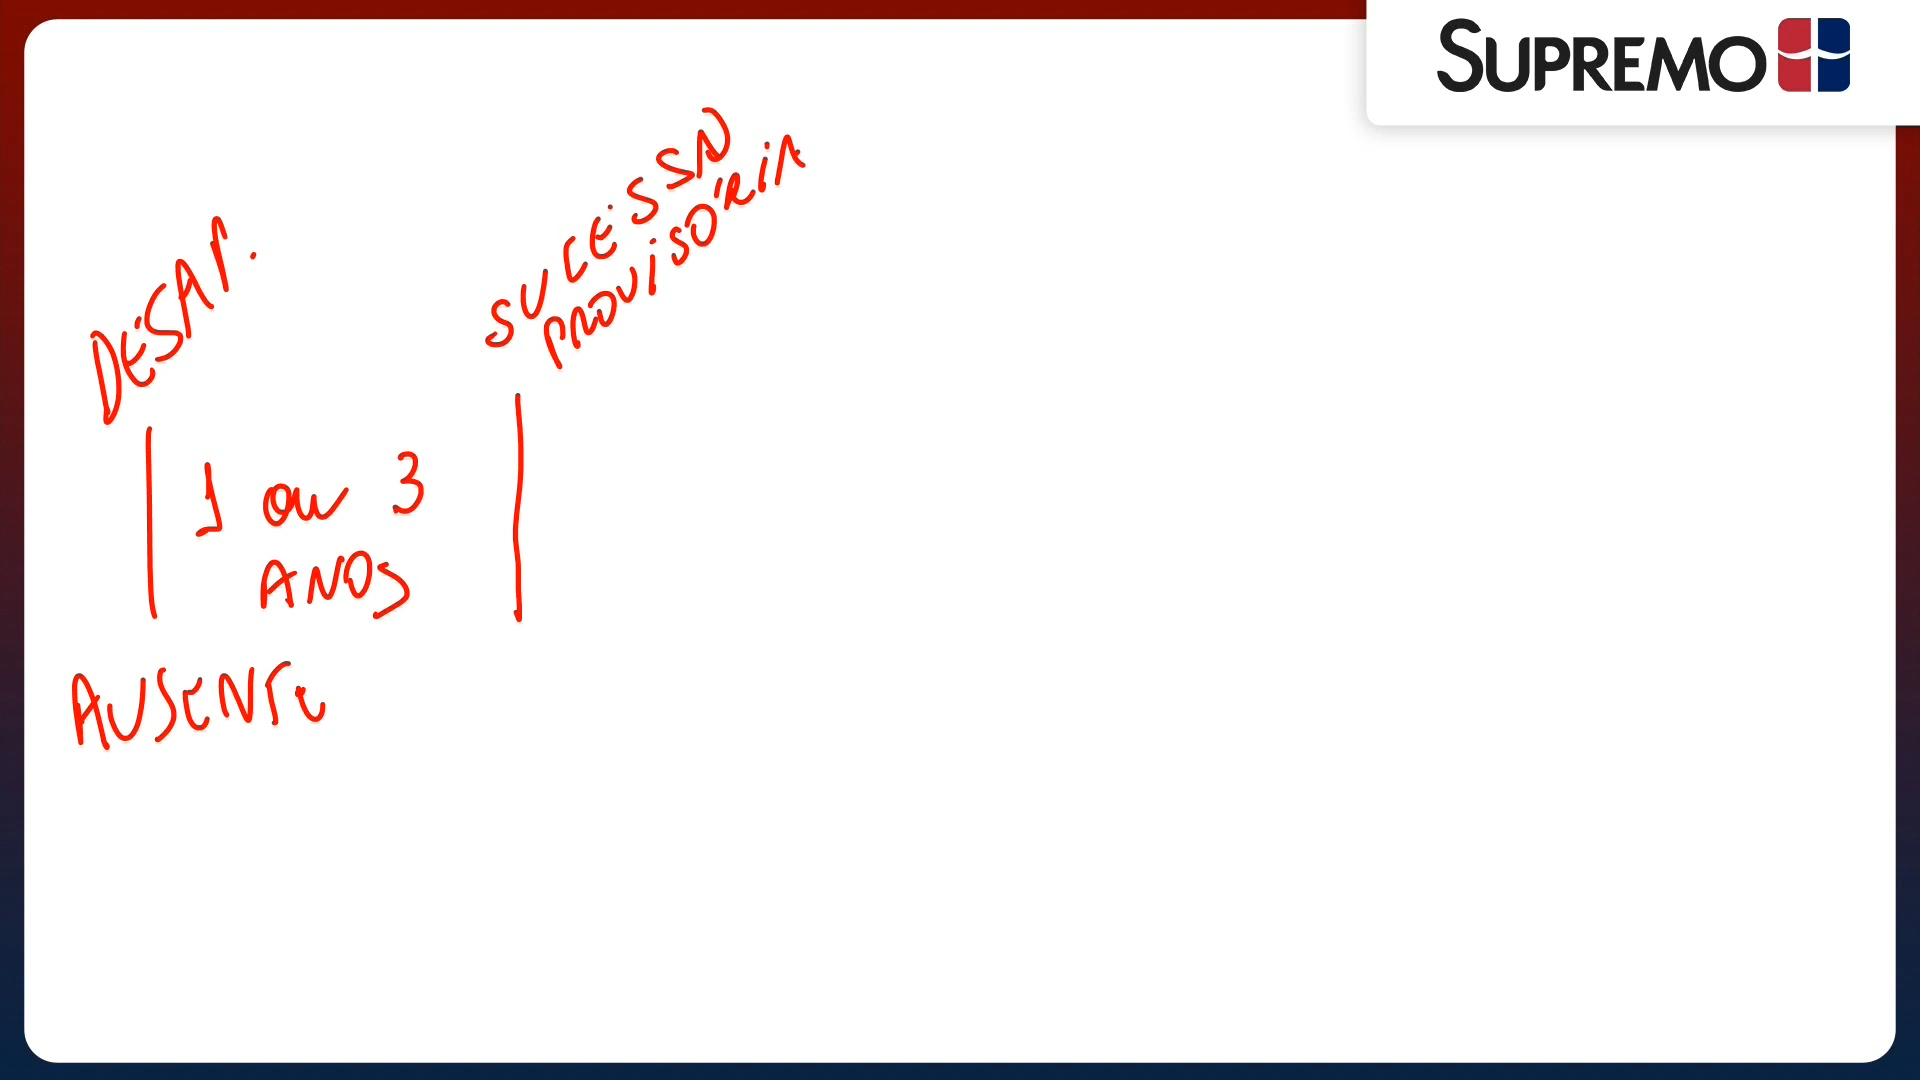 SUPREMO
DESAP.
SUCESSÃO
PROVISÓRIA
1 ou 3
ANOS
AUSENTE